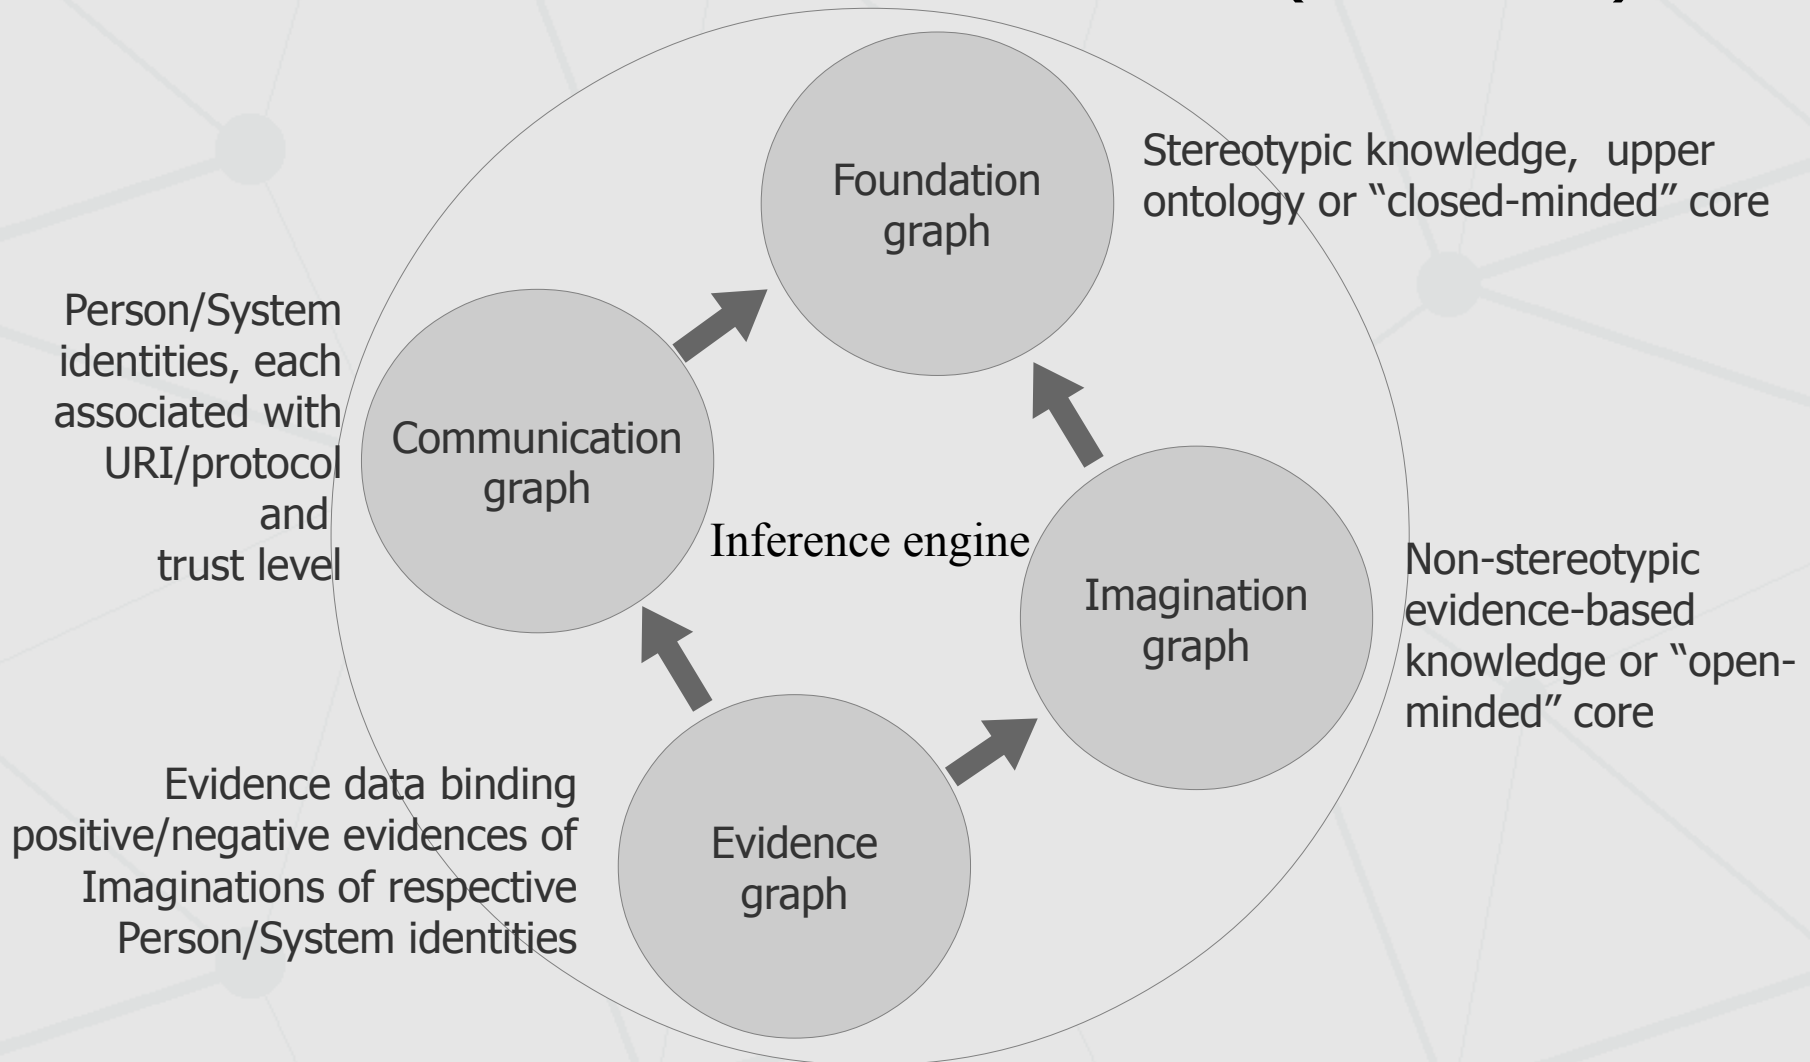 Foundation
graph
Stereotypic knowledge, upper
ontology or “closed-minded” core
Person/System
identities, each
associated with
URI/protocol
and
trust level
Communication
graph
Inference engine
Imagination
graph
Non-stereotypic
evidence-based
knowledge or “open-
minded” core
Evidence data binding
positive/negative evidences of
Imaginations of respective
Person/System identities
Evidence
graph